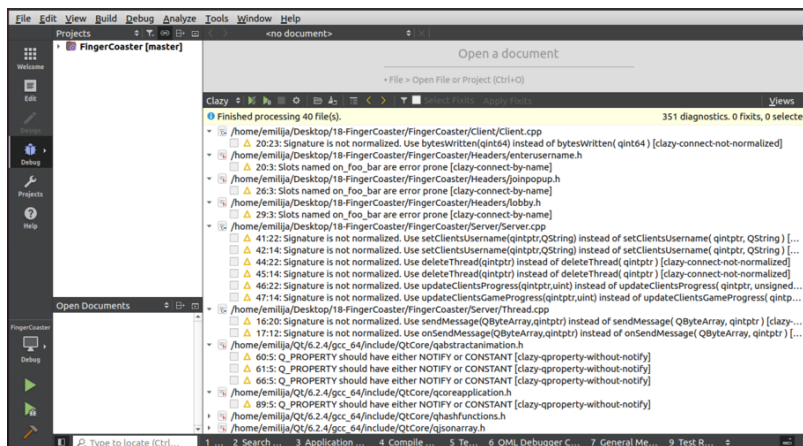 File Edit View Build Debug Analyze Tools Window Help
Projects
<no document>
FingerCoaster [master]
Welcome
Edit
Design
Debug
Projects
Help
Open a document
• File > Open File or Project (Ctrl+O)
Clazy
Select Fixits Apply Fixits
Views
Finished processing 40 file(s).
351 diagnostics. 0 fixits, 0 selecte
/home/emilija/Desktop/18-FingerCoaster/FingerCoaster/Client/Client.cpp
20:23: Signature is not normalized. Use bytesWritten(qint64) instead of bytesWritten( qint64 ) [clazy-connect-not-normalized]
/home/emilija/Desktop/18-FingerCoaster/FingerCoaster/Headers/enterusername.h
20:3: Slots named on_foo_bar are error prone [clazy-connect-by-name]
/home/emilija/Desktop/18-FingerCoaster/FingerCoaster/Headers/joinpopup.h
26:3: Slots named on_foo_bar are error prone [clazy-connect-by-name]
/home/emilija/Desktop/18-FingerCoaster/FingerCoaster/Headers/lobby.h
29:3: Slots named on_foo_bar are error prone [clazy-connect-by-name]
/home/emilija/Desktop/18-FingerCoaster/FingerCoaster/Server/Server.cpp
41:22: Signature is not normalized. Use setClientsUsername(qintptr,QString) instead of setClientsUsername( qintptr, QString ) [...
42:14: Signature is not normalized. Use setClientsUsername(qintptr,QString) instead of setClientsUsername( qintptr, QString ) [...
44:22: Signature is not normalized. Use deleteThread(qintptr) instead of deleteThread( qintptr ) [clazy-connect-not-normalized]
45:14: Signature is not normalized. Use deleteThread(qintptr) instead of deleteThread( qintptr ) [clazy-connect-not-normalized]
46:22: Signature is not normalized. Use updateClientsProgress(qintptr,uint) instead of updateClientsProgress( qintptr, unsigned...
47:14: Signature is not normalized. Use updateClientsGameProgress(qintptr,uint) instead of updateClientsGameProgress( qintp...
/home/emilija/Desktop/18-FingerCoaster/FingerCoaster/Server/Thread.cpp
16:20: Signature is not normalized. Use sendMessage(QByteArray,qintptr) instead of sendMessage( QByteArray, qintptr ) [clazy-...
17:12: Signature is not normalized. Use onSendMessage(QByteArray,qintptr) instead of onSendMessage( QByteArray, qintptr ) [...
/home/emilija/Qt/6.2.4/gcc_64/include/QtCore/qabstractanimation.h
60:5: Q_PROPERTY should have either NOTIFY or CONSTANT [clazy-qproperty-without-notify]
61:5: Q_PROPERTY should have either NOTIFY or CONSTANT [clazy-qproperty-without-notify]
66:5: Q_PROPERTY should have either NOTIFY or CONSTANT [clazy-qproperty-without-notify]
/home/emilija/Qt/6.2.4/gcc_64/include/QtCore/qcoreapplication.h
89:5: Q_PROPERTY should have either NOTIFY or CONSTANT [clazy-qproperty-without-notify]
/home/emilija/Qt/6.2.4/gcc_64/include/QtCore/qhashfunctions.h
/home/emilija/Qt/6.2.4/gcc_64/include/QtCore/qjsonarray.h
Open Documents
FingerCoaster
Debug
Type to locate (Ctrl...
1 ... 2 Search ... 3 Application ... 4 Compile ... 5 Te... 6 QML Debugger C... 7 General Me... 9 Test R...